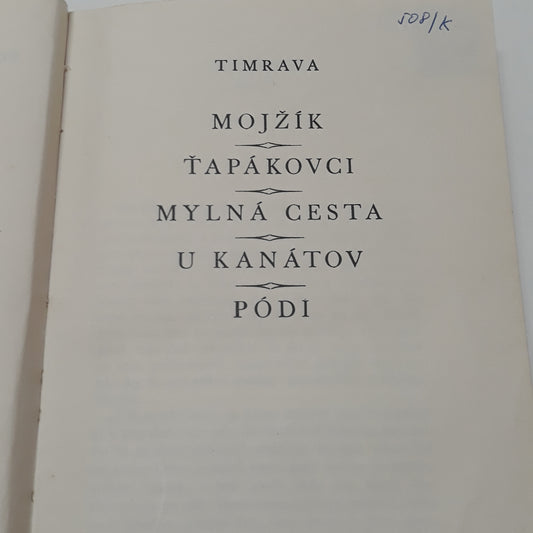 508/K
TIMRAVA
MOJŽÍK
ŤAPÁKOVCI
MYLNÁ CESTA
U KANÁTOV
PÓDI